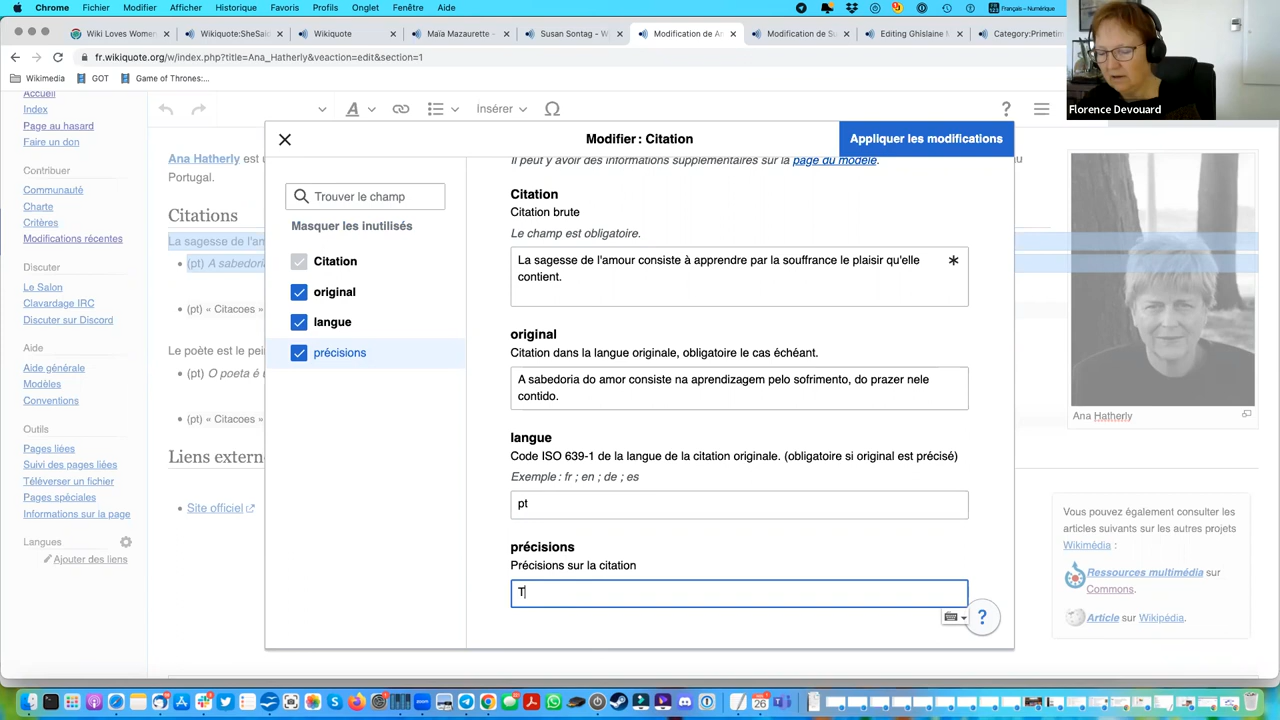 Chrome Fichier Modifier Afficher Historique Favoris Profils Onglet Fenêtre Aide
Français – Numérique
Wiki Loves Women
Wikiquote:SheSaid
Wikiquote
Maïa Mazaurette –
Susan Sontag – W
Modification de An
Modification de Su
Editing Ghislaine M
Category:Primetim
fr.wikiquote.org/w/index.php?title=Ana_Hatherly&veaction=edit&section=1
Wikimedia GOT Game of Thrones:...
Florence Devouard
Accueil
Index
Page au hasard
Faire un don
Contribuer
Communauté
Charte
Critères
Modifications récentes
Discuter
Le Salon
Clavardage IRC
Discuter sur Discord
Aide
Aide générale
Modèles
Conventions
Outils
Pages liées
Suivi des pages liées
Téléverser un fichier
Pages spéciales
Informations sur la page
Langues
Ajouter des liens
A Insérer Ω ?
Ana Hatherly est u
Portugal.
Citations
La sagesse de l'am
(pt) A sabedoria
(pt) « Citacoes »
Le poète est le pei
(pt) O poeta é u
(pt) « Citacoes »
Liens extern
Site officiel
Modifier : Citation
Appliquer les modifications
Trouver le champ
Masquer les inutilisés
Citation
original
langue
précisions
Il peut y avoir des informations supplémentaires sur la page du modèle.
Citation
Citation brute
Le champ est obligatoire.
La sagesse de l'amour consiste à apprendre par la souffrance le plaisir qu'elle
contient.
original
Citation dans la langue originale, obligatoire le cas échéant.
A sabedoria do amor consiste na aprendizagem pelo sofrimento, do prazer nele
contido.
langue
Code ISO 639-1 de la langue de la citation originale. (obligatoire si original est précisé)
Exemple : fr ; en ; de ; es
pt
précisions
Précisions sur la citation
T
?
au
Ana Hatherly
Vous pouvez également consulter les
articles suivants sur les autres projets
Wikimédia :
Ressources multimédia sur
Commons.
Article sur Wikipédia.
26